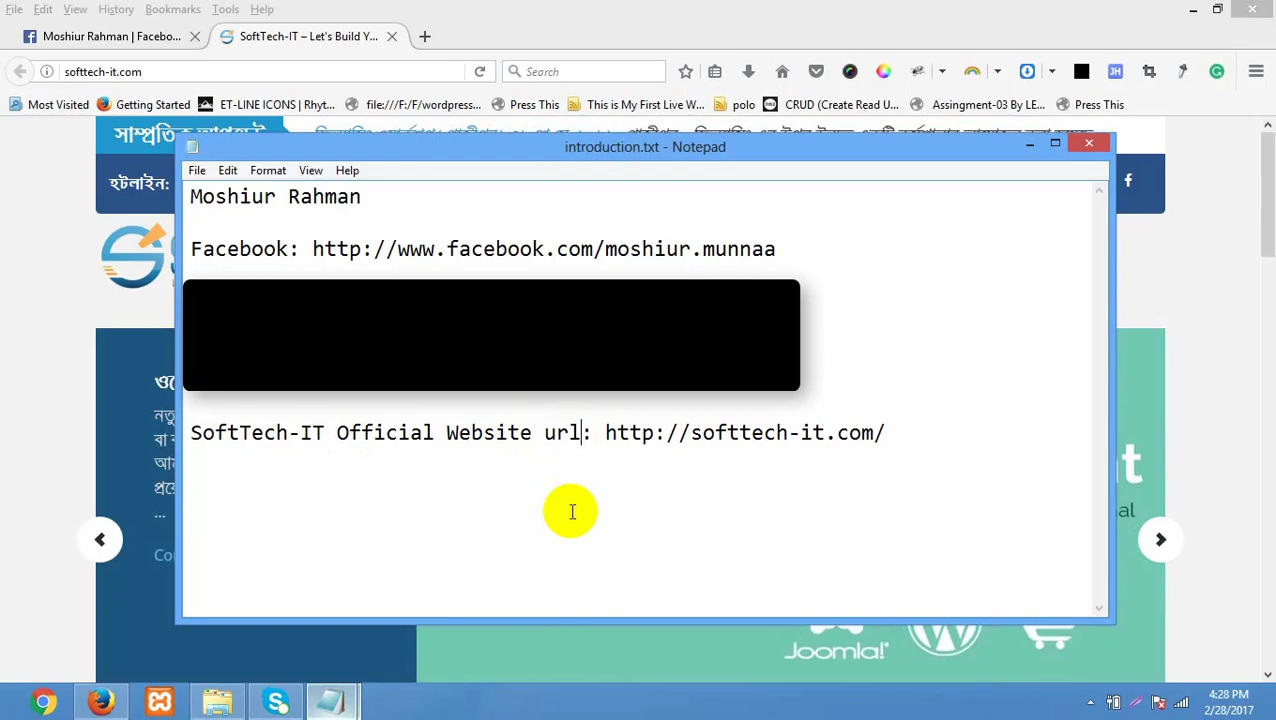 File Edit View History Bookmarks Tools Help
Moshiur Rahman | Facebo... SoftTech-IT – Let's Build Y...
softtech-it.com Search
Most Visited Getting Started ET-LINE ICONS | Rhyt... file:///F:/F/wordpress... Press This This is My First Live W... polo CRUD (Create Read U... Assingment-03 By LE... Press This
introduction.txt - Notepad
হটলাইন:
File Edit Format View Help
Moshiur Rahman
Facebook: http://www.facebook.com/moshiur.munnaa
SoftTech-IT Official Website url: http://softtech-it.com/
...
Joomla!
4:28 PM
2/28/2017